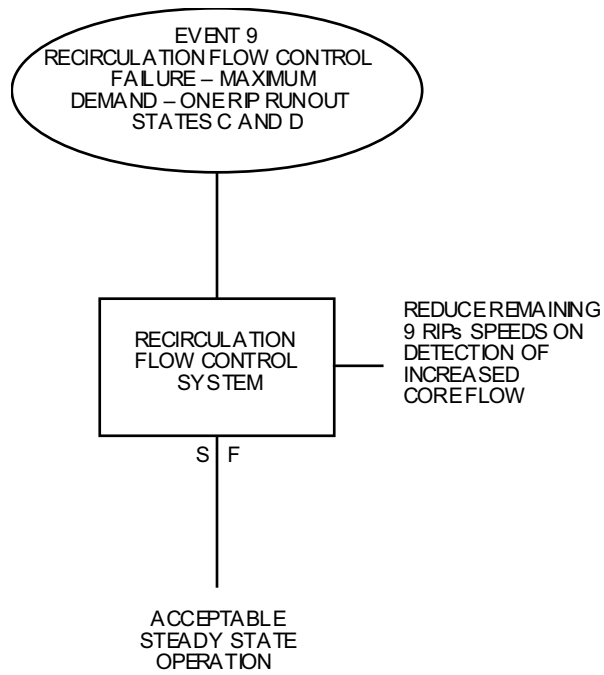 EVENT 9
RECIRCULATION FLOW CONTROL
FAILURE – MAXIMUM
DEMAND – ONE RIP RUNOUT
STATES C AND D
RECIRCULATION
FLOW CONTROL
SYSTEM
REDUCE REMAINING
9 RIPs SPEEDS ON
DETECTION OF
INCREASED
CORE FLOW
S F
ACCEPTABLE
STEADY STATE
OPERATION